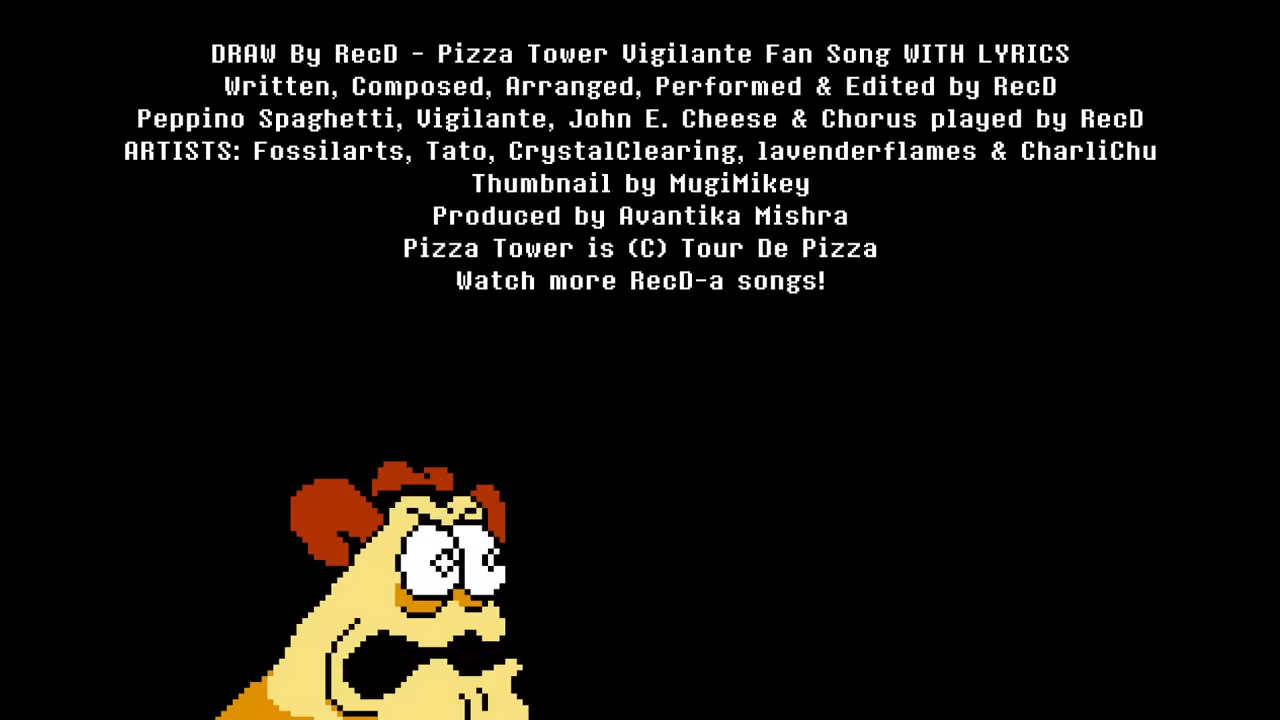 DRAW By RecD - Pizza Tower Vigilante Fan Song WITH LYRICS
Written, Composed, Arranged, Performed & Edited by RecD
Peppino Spaghetti, Vigilante, John E. Cheese & Chorus played by RecD
ARTISTS: Fossilarts, Tato, CrystalClearing, lavenderflames & CharliChu
Thumbnail by MugiMikey
Produced by Avantika Mishra
Pizza Tower is (C) Tour De Pizza
Watch more RecD-a songs!